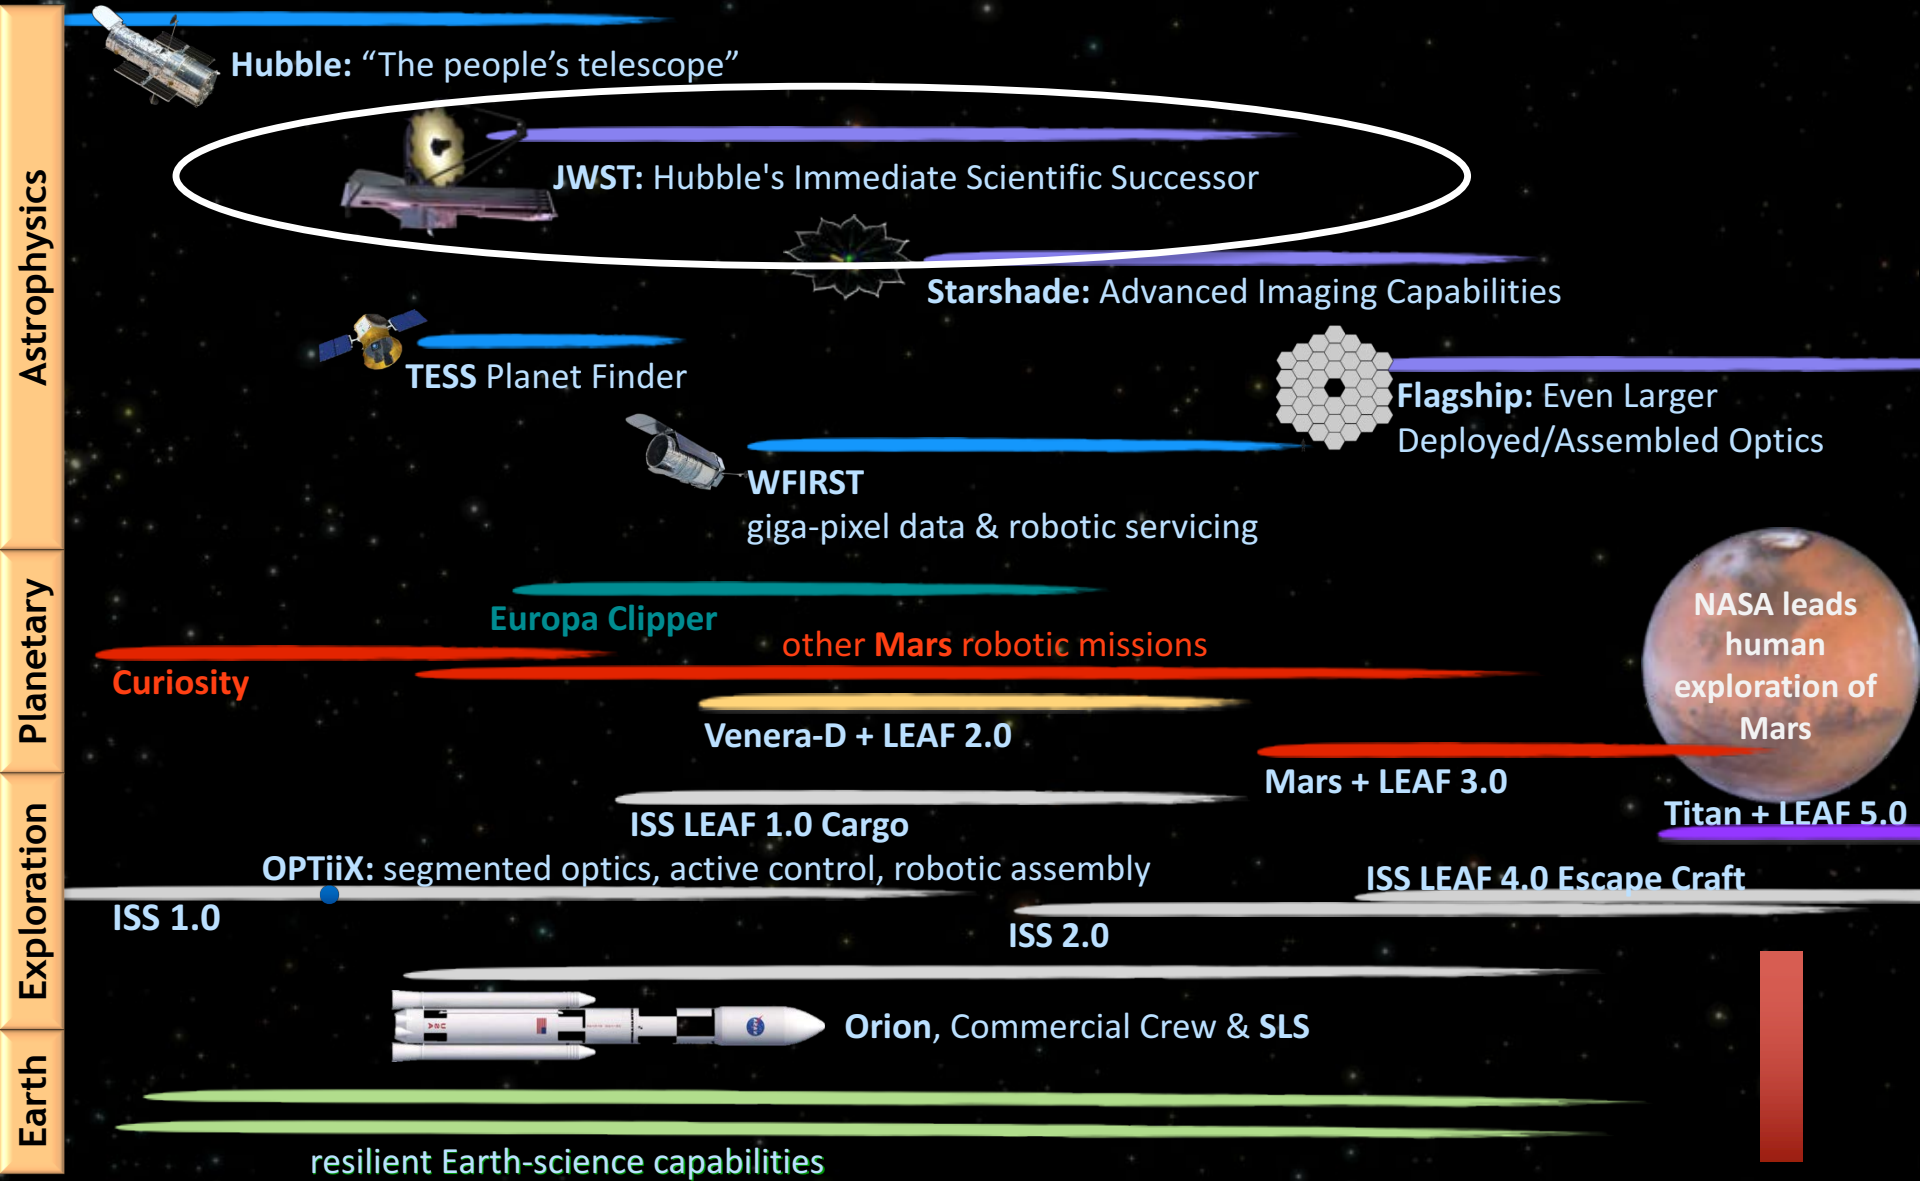 Astrophysics
Hubble: “The people’s telescope”
JWST: Hubble's Immediate Scientific Successor
Starshade: Advanced Imaging Capabilities
TESS Planet Finder
Flagship: Even Larger
Deployed/Assembled Optics
WFIRST
giga-pixel data & robotic servicing
Planetary
Europa Clipper
other Mars robotic missions
Curiosity
Venera-D + LEAF 2.0
NASA leads
human
exploration of
Mars
Mars + LEAF 3.0
Titan + LEAF 5.0
Exploration
ISS LEAF 1.0 Cargo
OPTiiX: segmented optics, active control, robotic assembly
ISS LEAF 4.0 Escape Craft
ISS 1.0
ISS 2.0
USA
Orion, Commercial Crew & SLS
Earth
resilient Earth-science capabilities